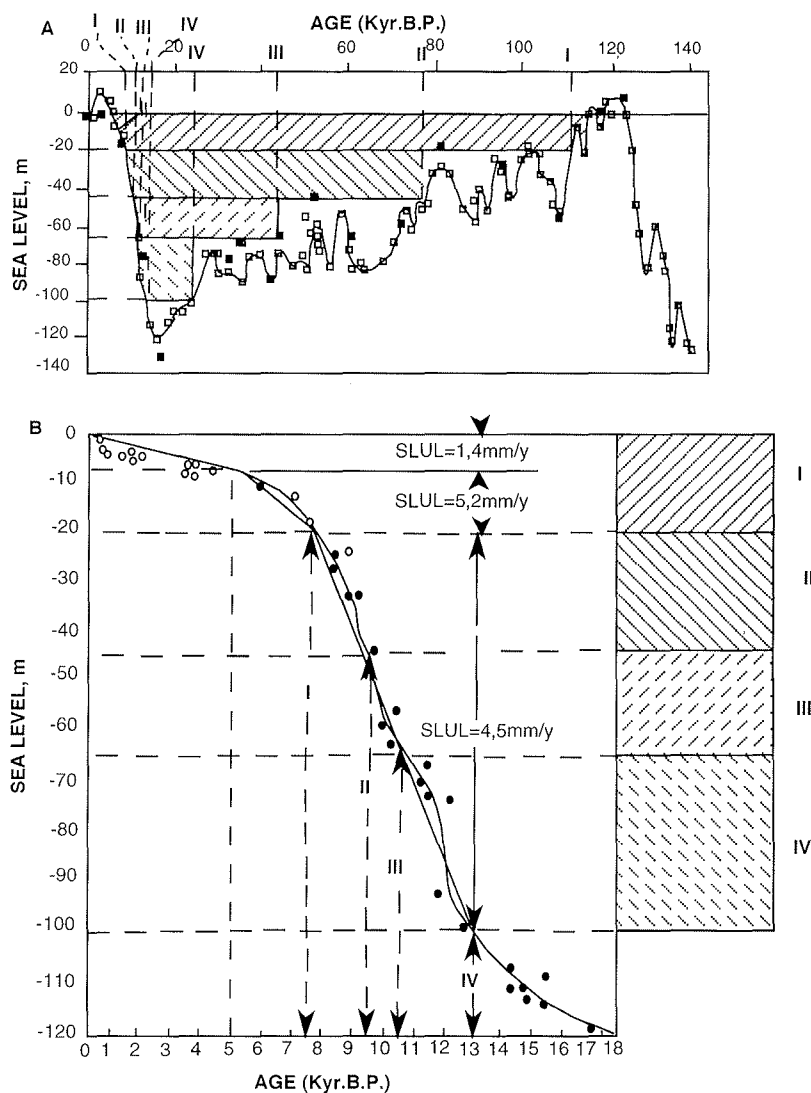 A
AGE (Kyr.B.P.)
I II III IV
0 20 IV III 60 II 100 I 120 140
SEA LEVEL, m
20
0
-20
-40
-60
-80
-100
-120
-140
B
SEA LEVEL, m
0
-10
-20
-30
-40
-50
-60
-70
-80
-90
-100
-110
-120
SLUL=1,4mm/y
SLUL=5,2mm/y
SLUL=4,5mm/y
I
II
III
IV
I
II
III
IV
0 1 2 3 4 5 6 7 8 9 10 11 12 13 14 15 16 17 18
AGE (Kyr.B.P.)